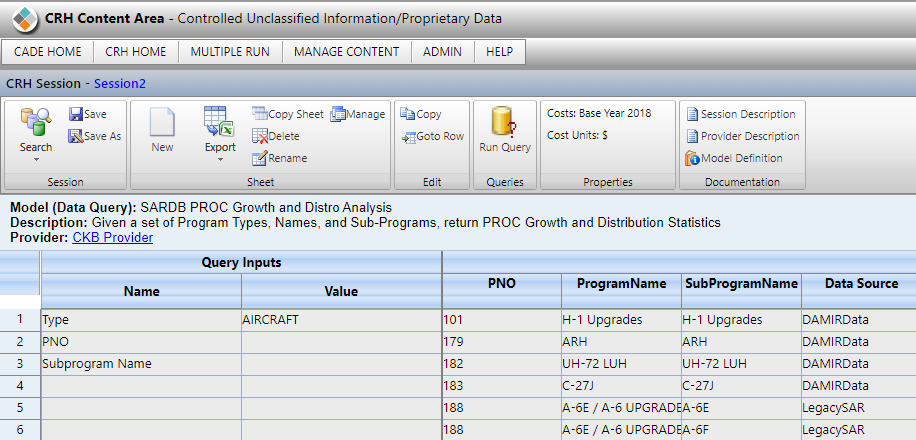 CRH Content Area - Controlled Unclassified Information/Proprietary Data
CADE HOME CRH HOME MULTIPLE RUN MANAGE CONTENT ADMIN HELP
CRH Session - Session2
Search Save Save As Session
New Export Copy Sheet Manage Delete Rename Sheet
Copy Goto Row Edit
Run Query Queries
Costs: Base Year 2018
Cost Units: $
Properties
Session Description
Provider Description
Model Definition
Documentation
Model (Data Query): SARDB PROC Growth and Distro Analysis
Description: Given a set of Program Types, Names, and Sub-Programs, return PROC Growth and Distribution Statistics
Provider: CKB Provider
Query Inputs
Name Value PNO ProgramName SubProgramName Data Source
1 Type AIRCRAFT 101 H-1 Upgrades H-1 Upgrades DAMIRData
2 PNO 179 ARH ARH DAMIRData
3 Subprogram Name 182 UH-72 LUH UH-72 LUH DAMIRData
4 183 C-27J C-27J DAMIRData
5 188 A-6E / A-6 UPGRADE A-6E LegacySAR
6 188 A-6E / A-6 UPGRADE A-6F LegacySAR